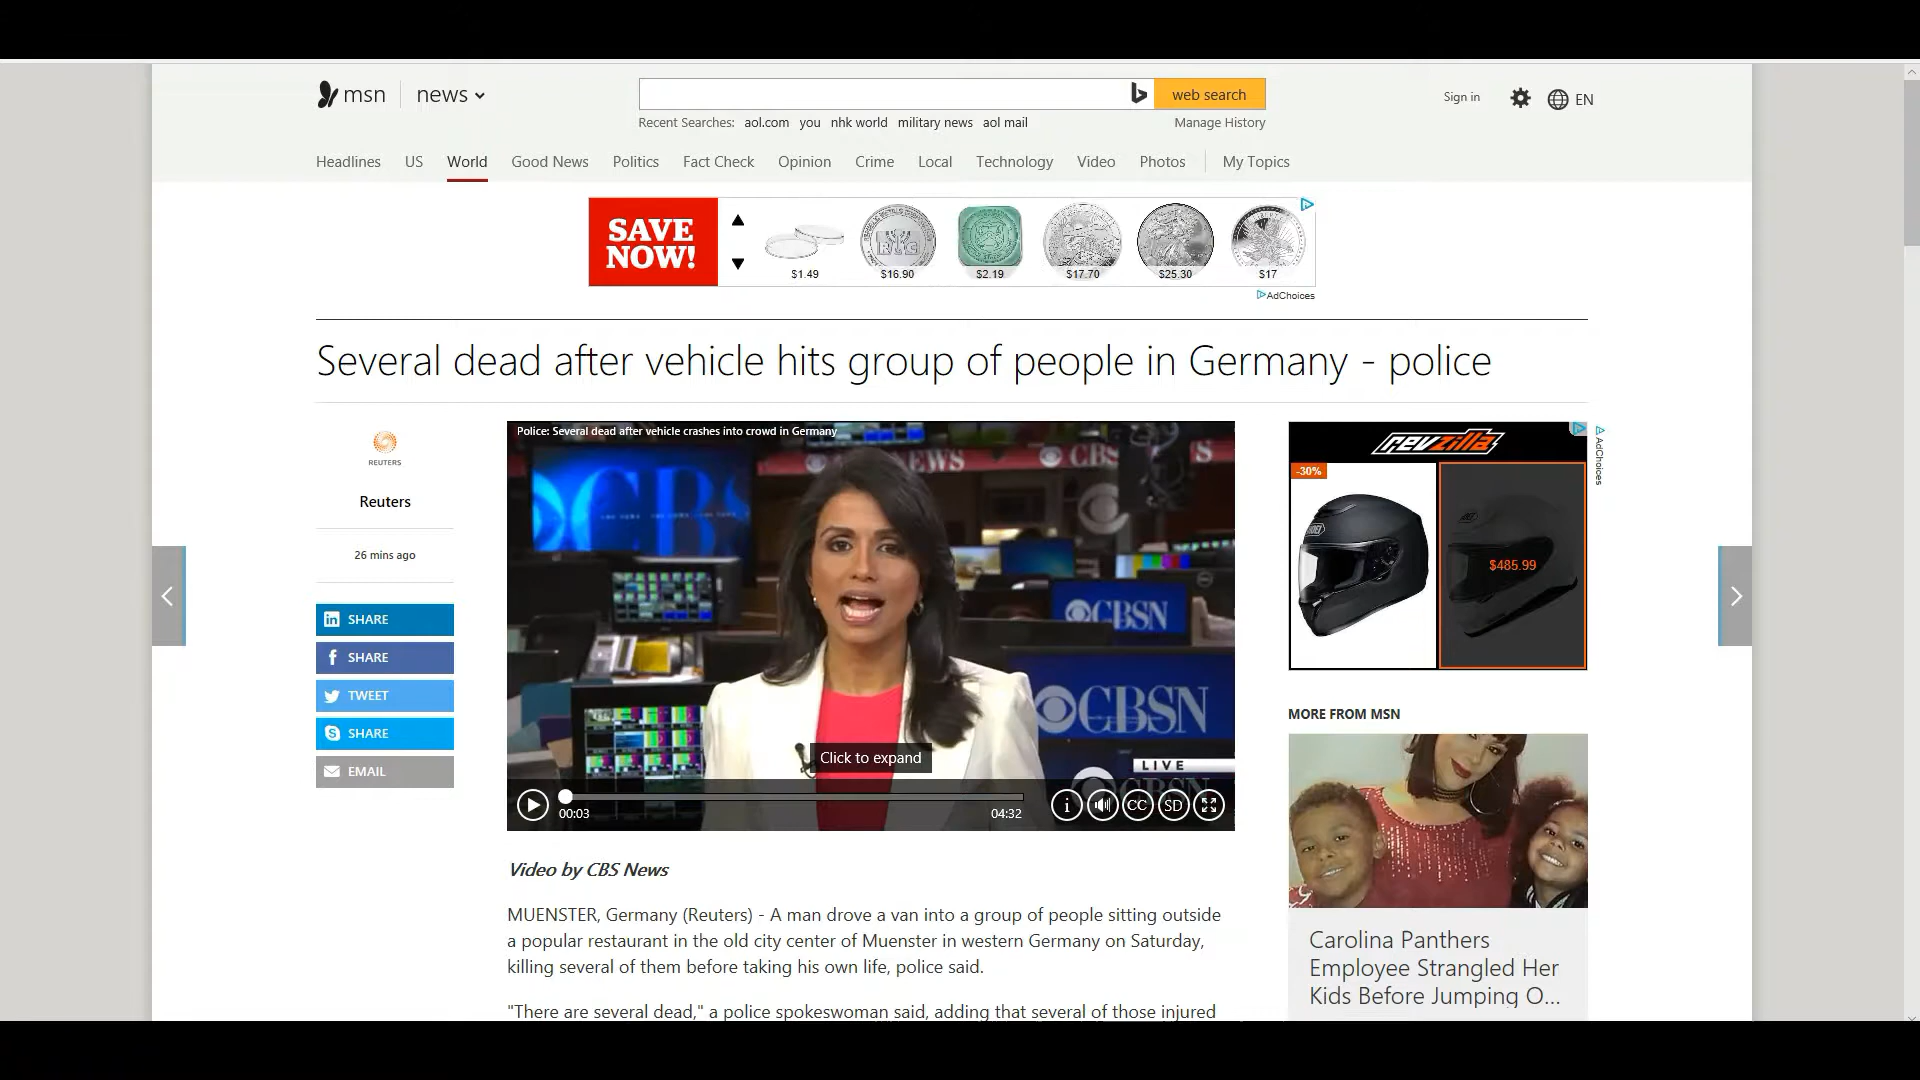 msn news
web search
Sign in
EN
Recent Searches: aol.com you nhk world military news aol mail
Manage History
Headlines US World Good News Politics Fact Check Opinion Crime Local Technology Video Photos My Topics
SAVE
NOW!
$1.49 $16.90 $2.19 $17.70 $25.30 $17
AdChoices
Several dead after vehicle hits group of people in Germany - police
REUTERS
Reuters
26 mins ago
in SHARE
f SHARE
TWEET
S SHARE
EMAIL
Police: Several dead after vehicle crashes into crowd in Germany
NEWS
CBS
CBSN
CBSN
LIVE
CBSN
Click to expand
00:03
04:32
i CC SD
Video by CBS News
MUENSTER, Germany (Reuters) - A man drove a van into a group of people sitting outside
a popular restaurant in the old city center of Muenster in western Germany on Saturday,
killing several of them before taking his own life, police said.
"There are several dead," a police spokeswoman said, adding that several of those injured
revzilla
-30%
$485.99
AdChoices
MORE FROM MSN
Carolina Panthers
Employee Strangled Her
Kids Before Jumping O...